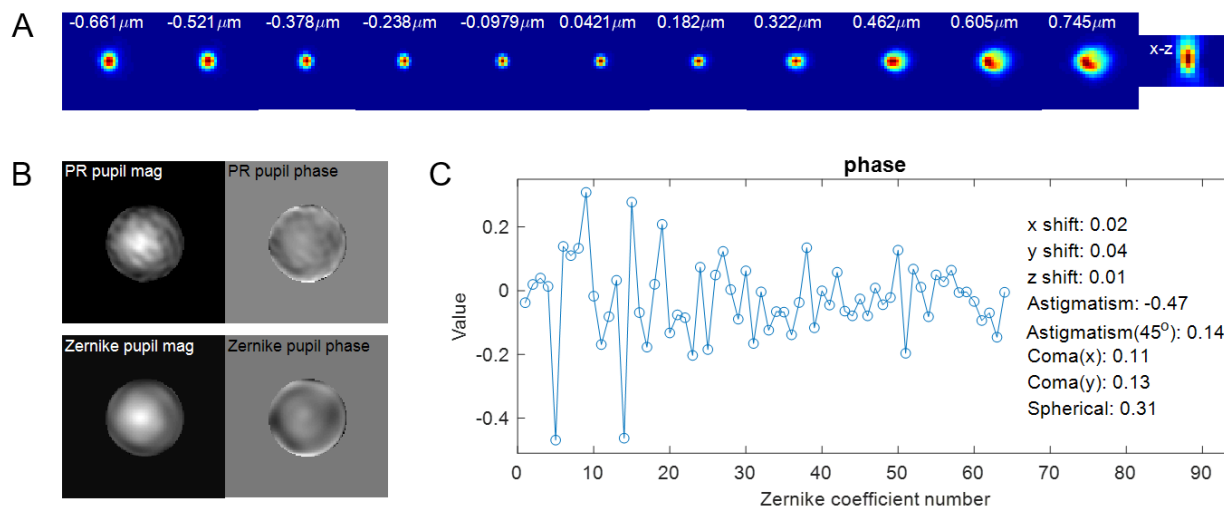 A
-0.661μm -0.521μm -0.378μm -0.238μm -0.0979μm 0.0421μm 0.182μm 0.322μm 0.462μm 0.605μm 0.745μm
x-z
B
PR pupil mag PR pupil phase
Zernike pupil mag Zernike pupil phase
C
phase
Value
0.2
0
-0.2
-0.4
x shift: 0.02
y shift: 0.04
z shift: 0.01
Astigmatism: -0.47
Astigmatism(45⁰): 0.14
Coma(x): 0.11
Coma(y): 0.13
Spherical: 0.31
0 10 20 30 40 50 60 70 80 90
Zernike coefficient number